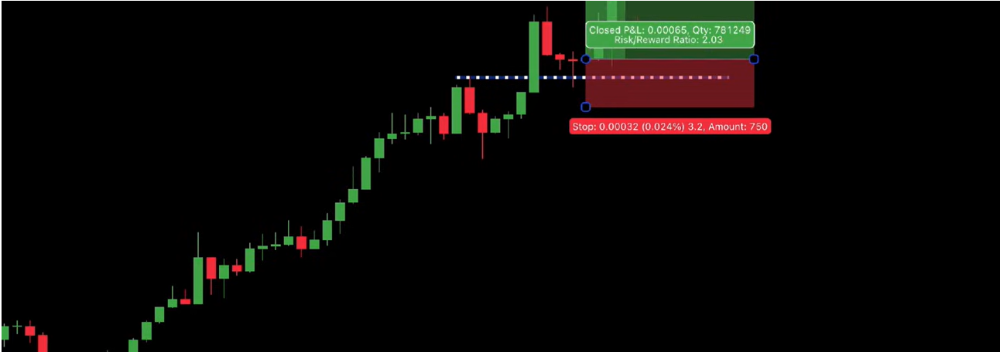 Closed P&L: 0.00065, Qty: 781249
Risk/Reward Ratio: 2.03
Stop: 0.00032 (0.024%) 3.2, Amount: 750